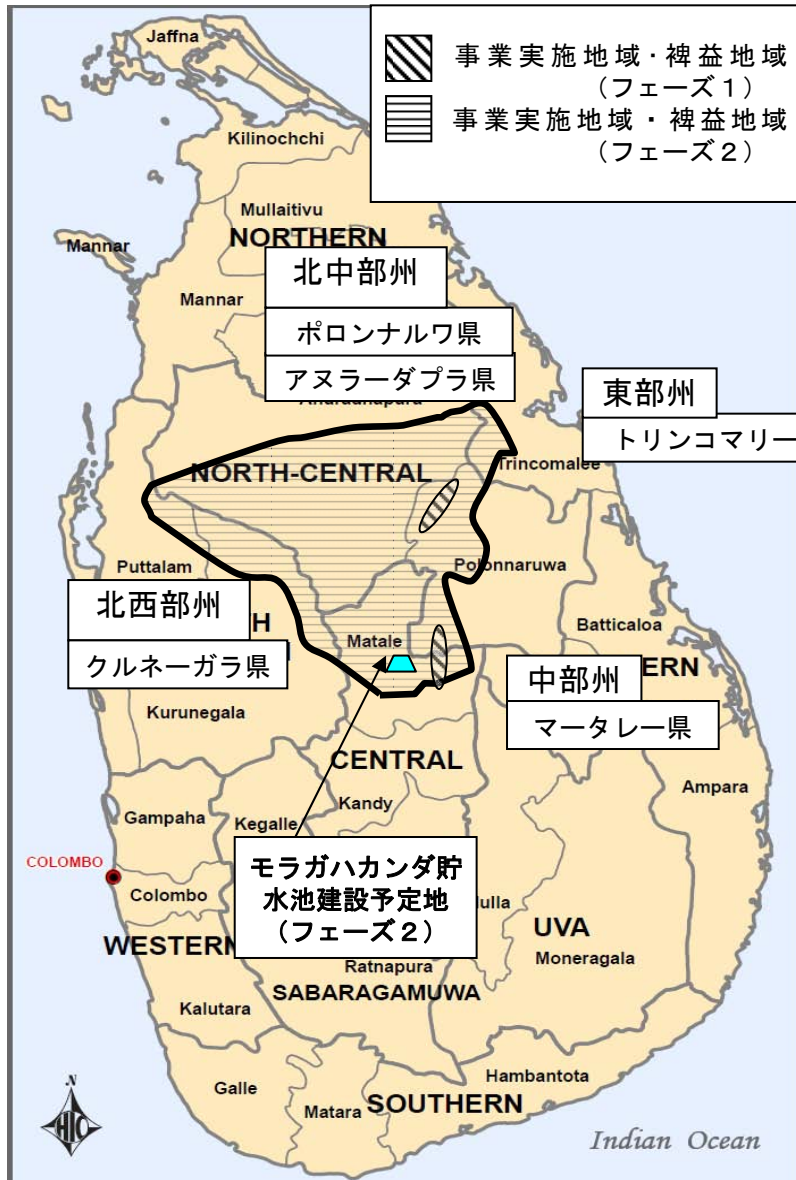 Jaffna
事業実施地域・裨益地域
(フェーズ1)
事業実施地域・裨益地域
(フェーズ2)
Kilinochchi
Mullaitivu
NORTHERN
Mannar
Mannar
北中部州
ポロンナルワ県
アヌラーダプラ県
東部州
トリンコマリー
NORTH-CENTRAL
Trincomalee
Puttalam
Polonnaruwa
北西部州
クルネーガラ県
Matale
Batticaloa
中部州
マータレー県
Kurunegala
CENTRAL
Ampara
Gampaha
Kegalle
Kandy
COLOMBO
Colombo
モラガハカンダ貯
水池建設予定地
(フェーズ2)
WESTERN
UVA
Moneragala
Ratnapura
SABARAGAMUWA
Kalutara
Galle
Matara
SOUTHERN
Hambantota
N
HIC
Indian Ocean